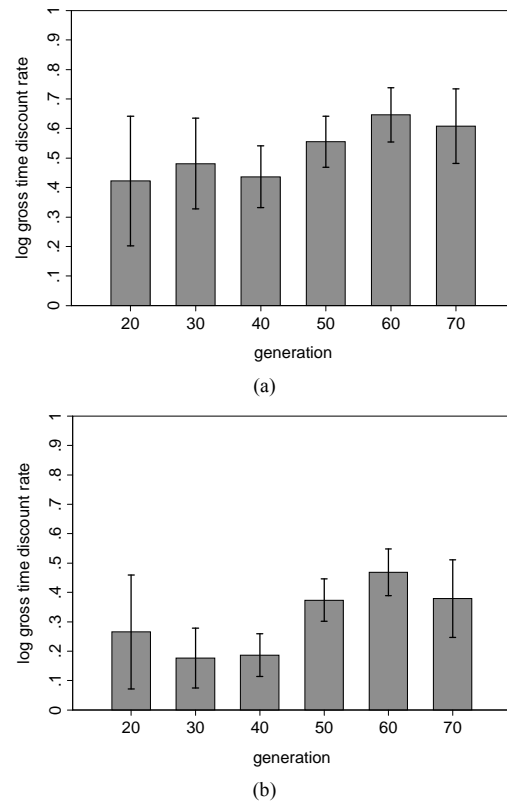 log gross time discount rate
1
.9
.8
.7
.6
.5
.4
.3
.2
.1
0
20 30 40 50 60 70
generation
(a)
log gross time discount rate
1
.9
.8
.7
.6
.5
.4
.3
.2
.1
0
20 30 40 50 60 70
generation
(b)